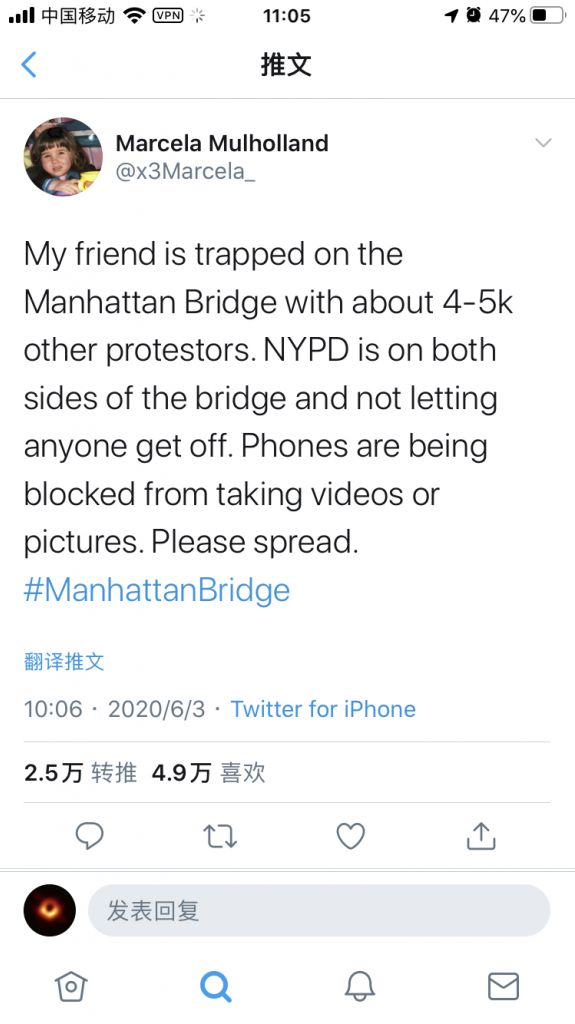 中国移动 VPN 11:05 47%
推文
Marcela Mulholland
@x3Marcela_
My friend is trapped on the
Manhattan Bridge with about 4-5k
other protestors. NYPD is on both
sides of the bridge and not letting
anyone get off. Phones are being
blocked from taking videos or
pictures. Please spread.
#ManhattanBridge
翻译推文
10:06 · 2020/6/3 · Twitter for iPhone
2.5万 转推 4.9万 喜欢
发表回复